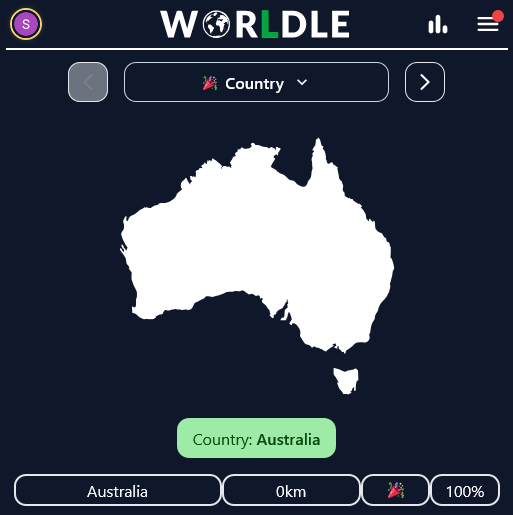 S
WORLDLE
🎉 Country
Country: Australia
Australia 0km 🎉 100%